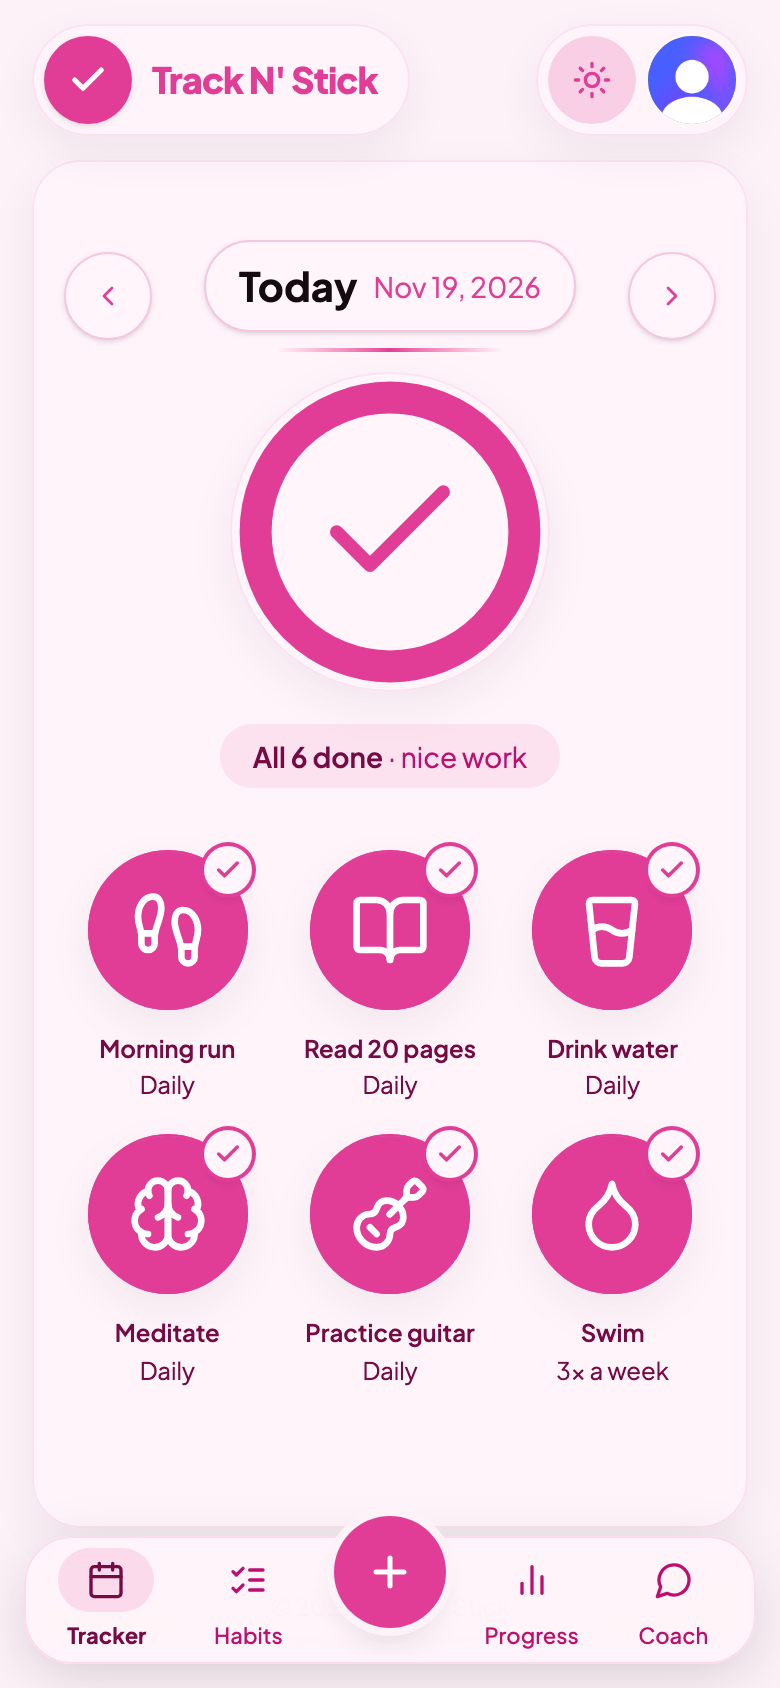 Track N' Stick
Today Nov 19, 2026
All 6 done · nice work
Morning run
Daily
Read 20 pages
Daily
Drink water
Daily
Meditate
Daily
Practice guitar
Daily
Swim
3× a week
Tracker
Habits
Progress
Coach